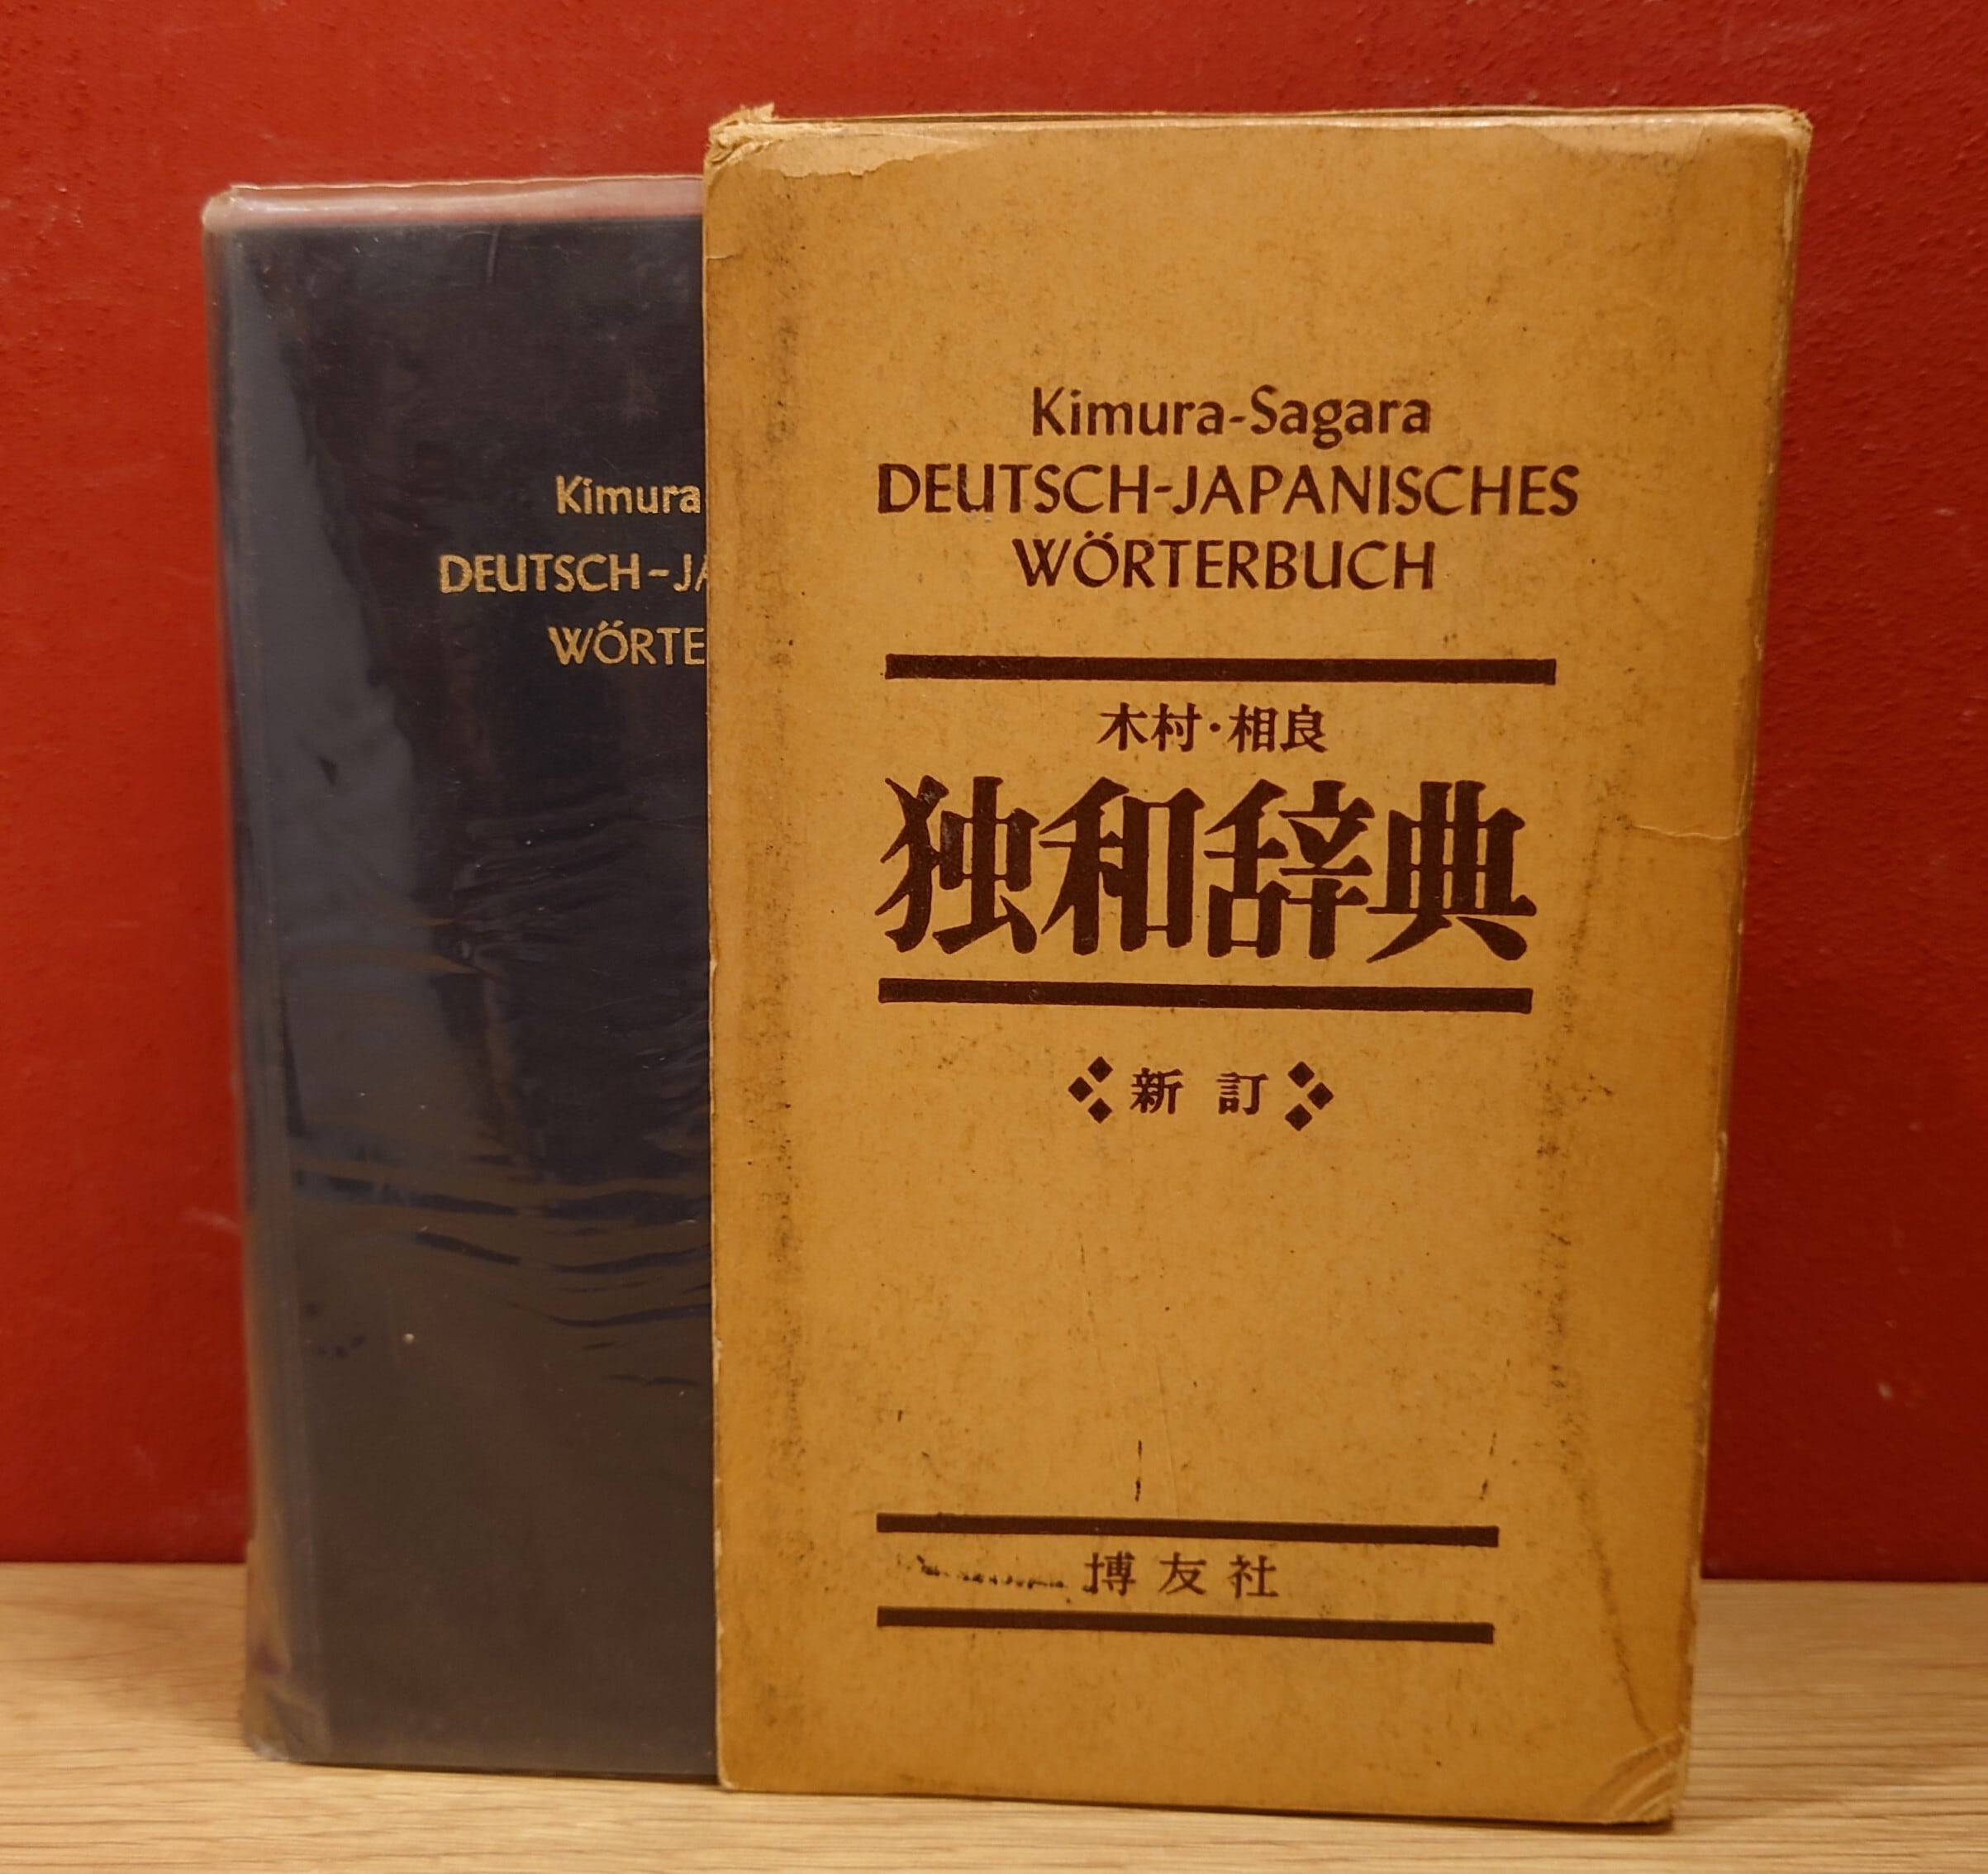 Kimura
DEUTSCH-JA
WÖRTE
Kimura-Sagara
DEUTSCH-JAPANISCHES
WÖRTERBUCH
木村・相良
独和辞典
新訂
博友社